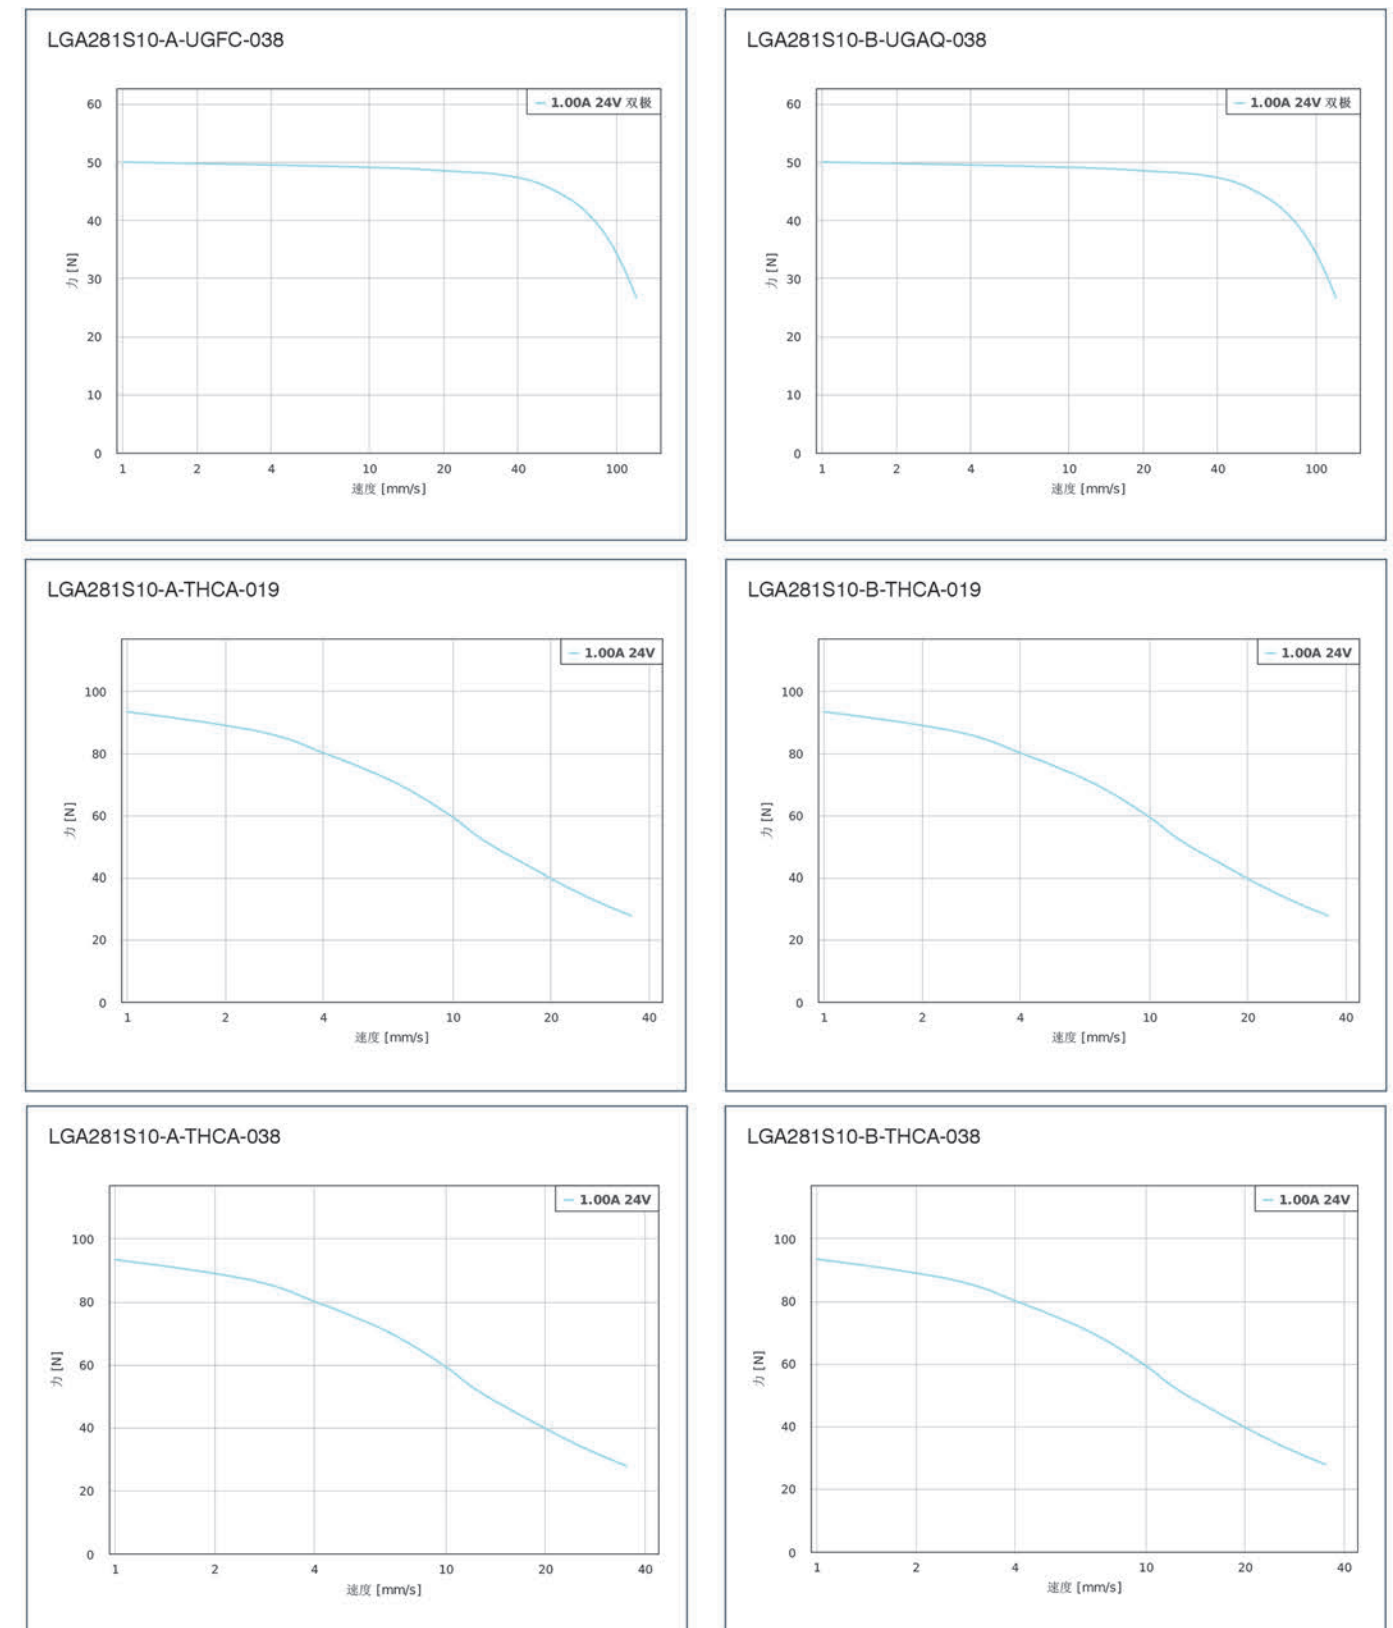 LGA281S10-A-UGFC-038
1.00A 24V 双极
60
50
40
30
20
10
0
力 [N]
1 2 4 10 20 40 100
速度 [mm/s]
LGA281S10-B-UGAQ-038
1.00A 24V 双极
60
50
40
30
20
10
0
力 [N]
1 2 4 10 20 40 100
速度 [mm/s]
LGA281S10-A-THCA-019
1.00A 24V
100
80
60
40
20
0
力 [N]
1 2 4 10 20 40
速度 [mm/s]
LGA281S10-B-THCA-019
1.00A 24V
100
80
60
40
20
0
力 [N]
1 2 4 10 20 40
速度 [mm/s]
LGA281S10-A-THCA-038
1.00A 24V
100
80
60
40
20
0
力 [N]
1 2 4 10 20 40
速度 [mm/s]
LGA281S10-B-THCA-038
1.00A 24V
100
80
60
40
20
0
力 [N]
1 2 4 10 20 40
速度 [mm/s]